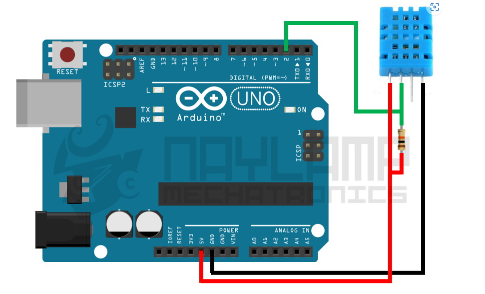 RESET
ICSP2
AREF
GND
13
12
~11
~10
~9
8
7
~6
~5
4
~3
2
TX→1
RX←0
DIGITAL (PWM=~)
L
TX
RX
Arduino™
UNO
ON
1
ICSP
NAYLAMP
MECHATRONICS
POWER
ANALOG IN
IOREF
RESET
3V3
5V
GND
GND
VIN
A0
A1
A2
A3
A4
A5